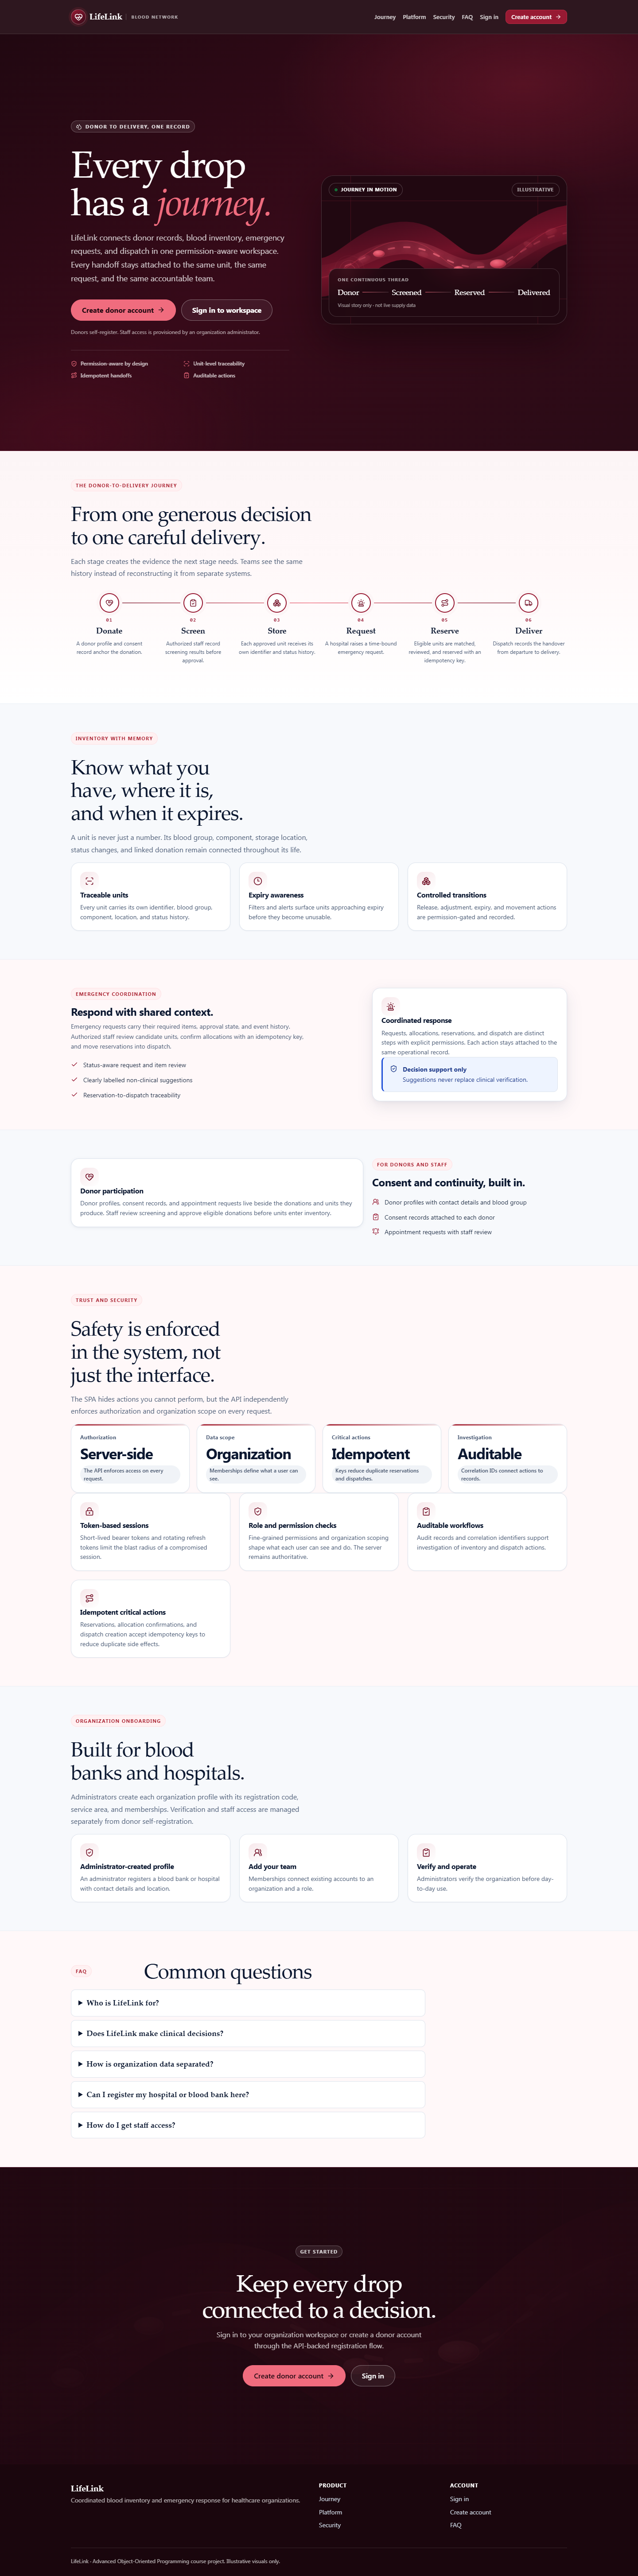 LifeLink BLOOD NETWORK
Journey Platform Security FAQ Sign in Create account
DONOR TO DELIVERY, ONE RECORD
Every drop
has a journey.
LifeLink connects donor records, blood inventory, emergency
requests, and dispatch in one permission-aware workspace.
Every handoff stays attached to the same unit, the same
request, and the same accountable team.
Create donor account
Sign in to workspace
Donors self-register. Staff access is provisioned by an organization administrator.
Permission-aware by design
Unit-level traceability
Idempotent handoffs
Auditable actions
JOURNEY IN MOTION
ILLUSTRATIVE
ONE CONTINUOUS THREAD
Donor Screened Reserved Delivered
Visual story only · not live supply data
THE DONOR-TO-DELIVERY JOURNEY
From one generous decision
to one careful delivery.
Each stage creates the evidence the next stage needs. Teams see the same
history instead of reconstructing it from separate systems.
01
Donate
A donor profile and consent
record anchor the donation.
02
Screen
Authorized staff record
screening results before
approval.
03
Store
Each approved unit receives its
own identifier and status history.
04
Request
A hospital raises a time-bound
emergency request.
05
Reserve
Eligible units are matched,
reviewed, and reserved with an
idempotency key.
06
Deliver
Dispatch records the handover
from departure to delivery.
INVENTORY WITH MEMORY
Know what you
have, where it is,
and when it expires.
A unit is never just a number. Its blood group, component, storage location,
status changes, and linked donation remain connected throughout its life.
Traceable units
Every unit carries its own identifier, blood group,
component, location, and status history.
Expiry awareness
Filters and alerts surface units approaching expiry
before they become unusable.
Controlled transitions
Release, adjustment, expiry, and movement actions
are permission-gated and recorded.
EMERGENCY COORDINATION
Respond with shared context.
Emergency requests carry their required items, approval state, and event history.
Authorized staff review candidate units, confirm allocations with an idempotency key,
and move reservations into dispatch.
Status-aware request and item review
Clearly labelled non-clinical suggestions
Reservation-to-dispatch traceability
Coordinated response
Requests, allocations, reservations, and dispatch are distinct
steps with explicit permissions. Each action stays attached to the
same operational record.
Decision support only
Suggestions never replace clinical verification.
Donor participation
Donor profiles, consent records, and appointment requests live beside the donations and units they
produce. Staff review screening and approve eligible donations before units enter inventory.
FOR DONORS AND STAFF
Consent and continuity, built in.
Donor profiles with contact details and blood group
Consent records attached to each donor
Appointment requests with staff review
TRUST AND SECURITY
Safety is enforced
in the system, not
just the interface.
The SPA hides actions you cannot perform, but the API independently
enforces authorization and organization scope on every request.
Authorization
Server-side
The API enforces access on every
request.
Data scope
Organization
Memberships define what a user can
see.
Critical actions
Idempotent
Keys reduce duplicate reservations
and dispatches.
Investigation
Auditable
Correlation IDs connect actions to
records.
Token-based sessions
Short-lived bearer tokens and rotating refresh
tokens limit the blast radius of a compromised
session.
Role and permission checks
Fine-grained permissions and organization scoping
shape what each user can see and do. The server
remains authoritative.
Auditable workflows
Audit records and correlation identifiers support
investigation of inventory and dispatch actions.
Idempotent critical actions
Reservations, allocation confirmations, and
dispatch creation accept idempotency keys to
reduce duplicate side effects.
ORGANIZATION ONBOARDING
Built for blood
banks and hospitals.
Administrators create each organization profile with its registration code,
service area, and memberships. Verification and staff access are managed
separately from donor self-registration.
Administrator-created profile
An administrator registers a blood bank or hospital
with contact details and location.
Add your team
Memberships connect existing accounts to an
organization and a role.
Verify and operate
Administrators verify the organization before day-
to-day use.
FAQ
Common questions
Who is LifeLink for?
Does LifeLink make clinical decisions?
How is organization data separated?
Can I register my hospital or blood bank here?
How do I get staff access?
GET STARTED
Keep every drop
connected to a decision.
Sign in to your organization workspace or create a donor account
through the API-backed registration flow.
Create donor account
Sign in
LifeLink
Coordinated blood inventory and emergency response for healthcare organizations.
PRODUCT
Journey
Platform
Security
ACCOUNT
Sign in
Create account
FAQ
LifeLink · Advanced Object-Oriented Programming course project. Illustrative visuals only.